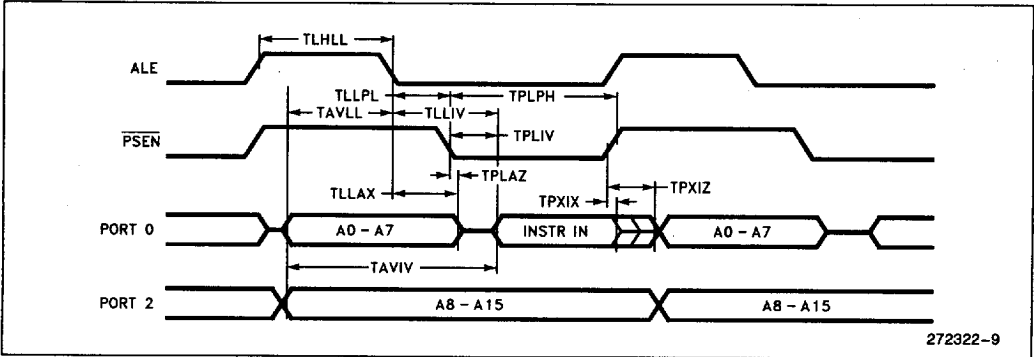 TLHLL
ALE
TLLPL TPLPH
TAVLL TLLIV
PSEN TPLIV
TPLAZ
TLLAX TPXIZ
TPXIX
PORT 0 A0 – A7 INSTR IN A0 – A7
TAVIV
PORT 2 A8 – A15 A8 – A15
272322-9